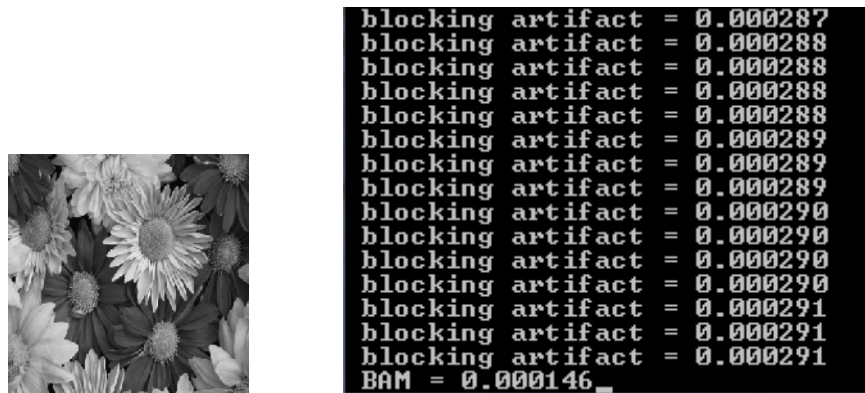 blocking artifact = 0.000287
blocking artifact = 0.000288
blocking artifact = 0.000288
blocking artifact = 0.000288
blocking artifact = 0.000288
blocking artifact = 0.000289
blocking artifact = 0.000289
blocking artifact = 0.000289
blocking artifact = 0.000290
blocking artifact = 0.000290
blocking artifact = 0.000290
blocking artifact = 0.000290
blocking artifact = 0.000291
blocking artifact = 0.000291
blocking artifact = 0.000291
BAM = 0.000146_